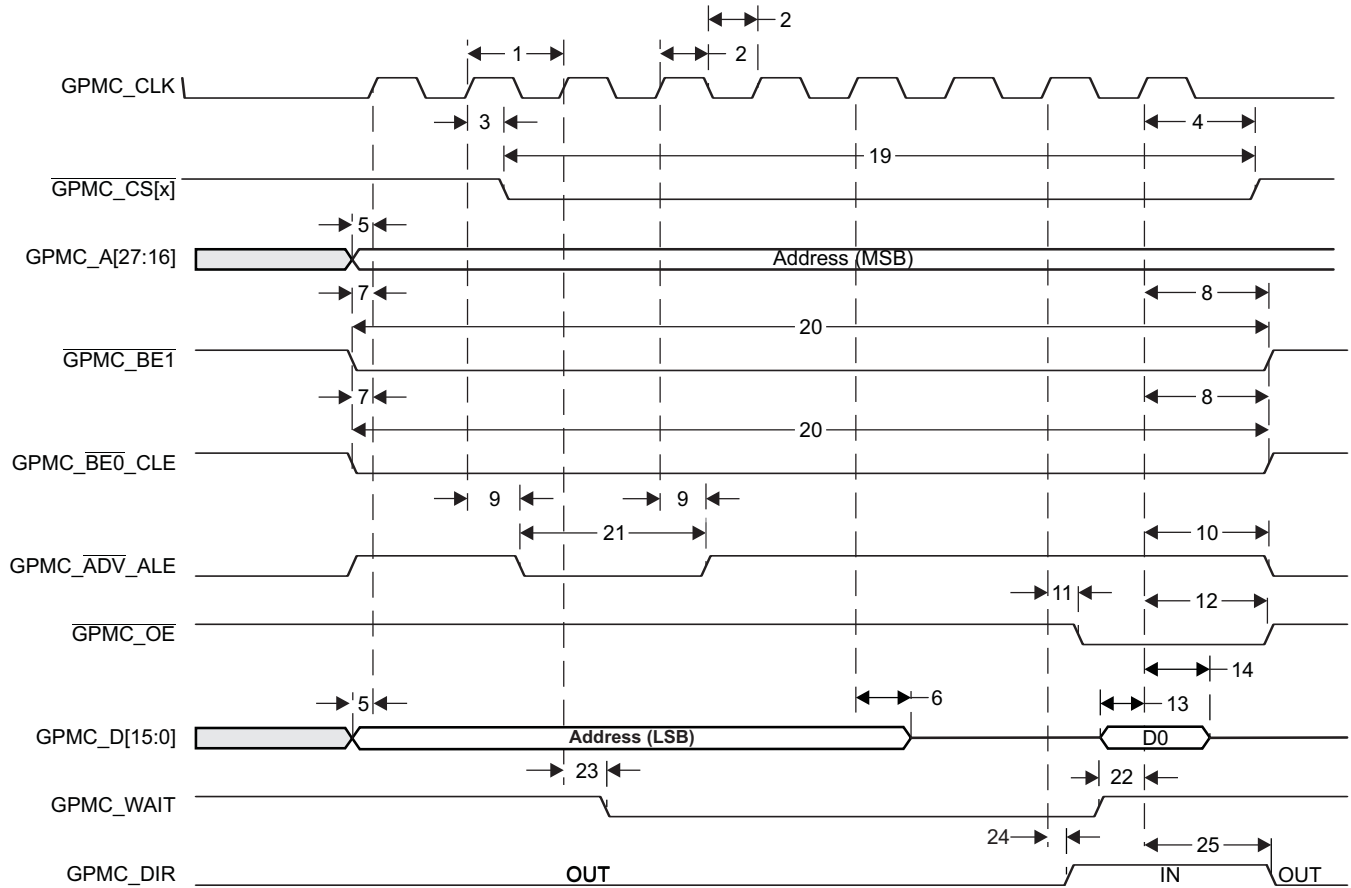 2
1
2
GPMC_CLK
3
4
19
GPMC_CS[x]
5
GPMC_A[27:16]
Address (MSB)
7
8
20
GPMC_BE1
7
8
20
GPMC_BE0_CLE
9
9
21
10
GPMC_ADV_ALE
11
12
GPMC_OE
14
5
6
13
GPMC_D[15:0]
Address (LSB)
D0
23
22
GPMC_WAIT
24
25
GPMC_DIR
OUT
IN
OUT